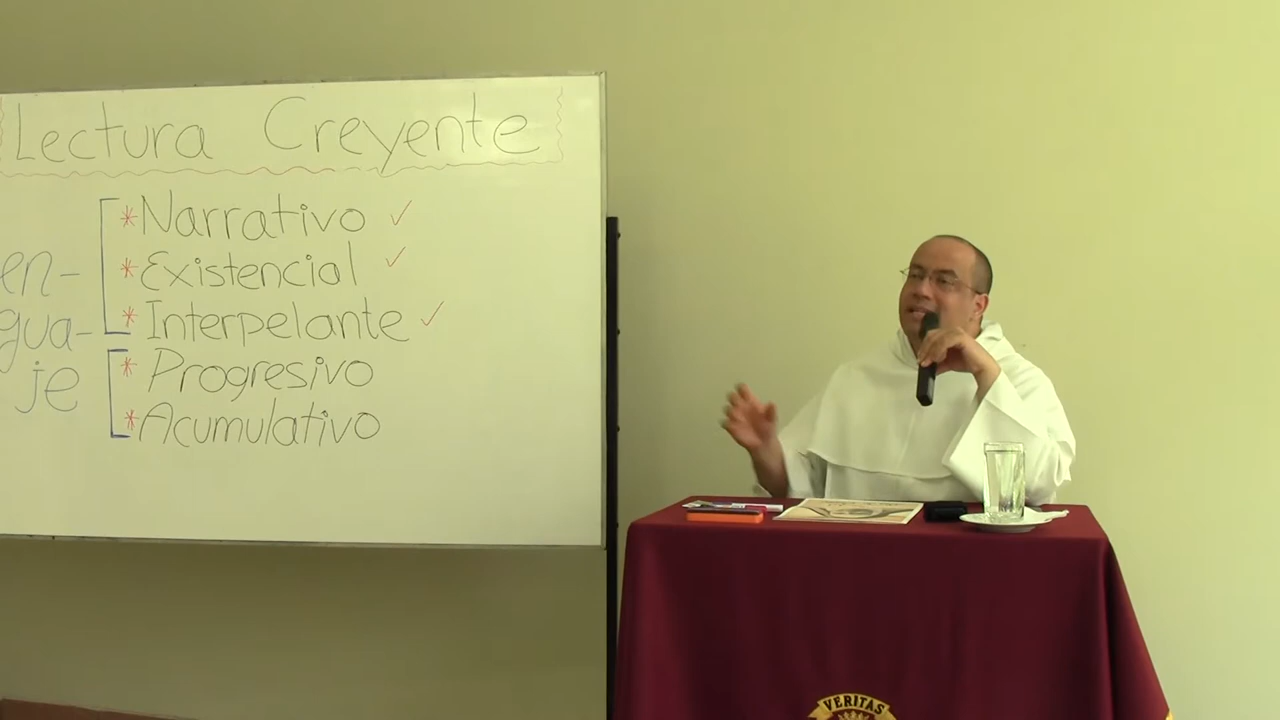 Lectura Creyente
* Narrativo ✓
* Existencial ✓
* Interpelante ✓
* Progresivo
* Acumulativo
en-
gua-
je
VERITAS